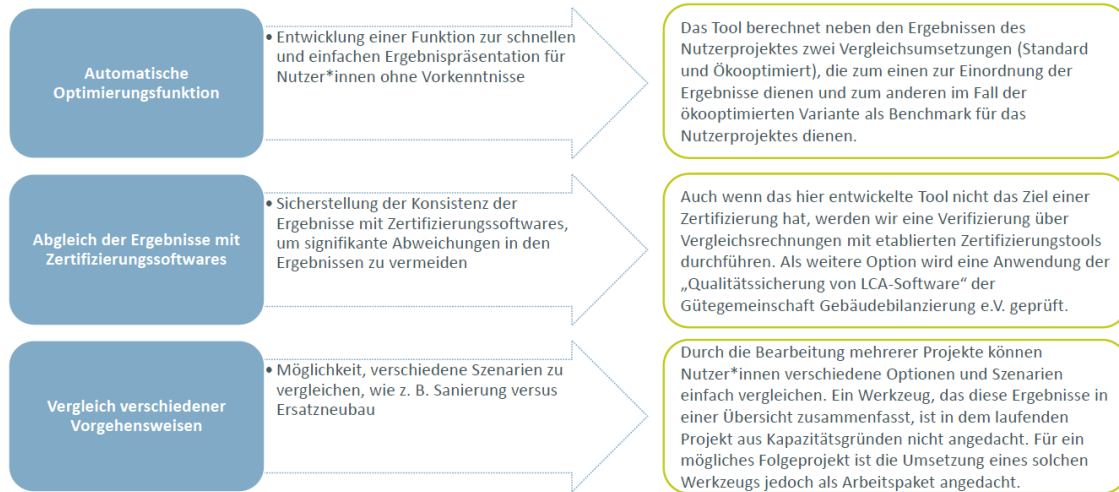 Automatische
Optimierungsfunktion
• Entwicklung einer Funktion zur schnellen
und einfachen Ergebnispräsentation für
Nutzer*innen ohne Vorkenntnisse
Das Tool berechnet neben den Ergebnissen des
Nutzerprojektes zwei Vergleichsumsetzungen (Standard
und Ökooptimiert), die zum einen zur Einordnung der
Ergebnisse dienen und zum anderen im Fall der
ökooptimierten Variante als Benchmark für das
Nutzerprojektes dienen.
Abgleich der Ergebnisse mit
Zertifizierungssoftwares
• Sicherstellung der Konsistenz der
Ergebnisse mit Zertifizierungssoftwares,
um signifikante Abweichungen in den
Ergebnissen zu vermeiden
Auch wenn das hier entwickelte Tool nicht das Ziel einer
Zertifizierung hat, werden wir eine Verifizierung über
Vergleichsrechnungen mit etablierten Zertifizierungstools
durchführen. Als weitere Option wird eine Anwendung der
„Qualitätssicherung von LCA-Software“ der
Gütegemeinschaft Gebäudebilanzierung e.V. geprüft.
Vergleich verschiedener
Vorgehensweisen
• Möglichkeit, verschiedene Szenarien zu
vergleichen, wie z. B. Sanierung versus
Ersatzneubau
Durch die Bearbeitung mehrerer Projekte können
Nutzer*innen verschiedene Optionen und Szenarien
einfach vergleichen. Ein Werkzeug, das diese Ergebnisse in
einer Übersicht zusammenfasst, ist in dem laufenden
Projekt aus Kapazitätsgründen nicht angedacht. Für ein
mögliches Folgeprojekt ist die Umsetzung eines solchen
Werkzeugs jedoch als Arbeitspaket angedacht.